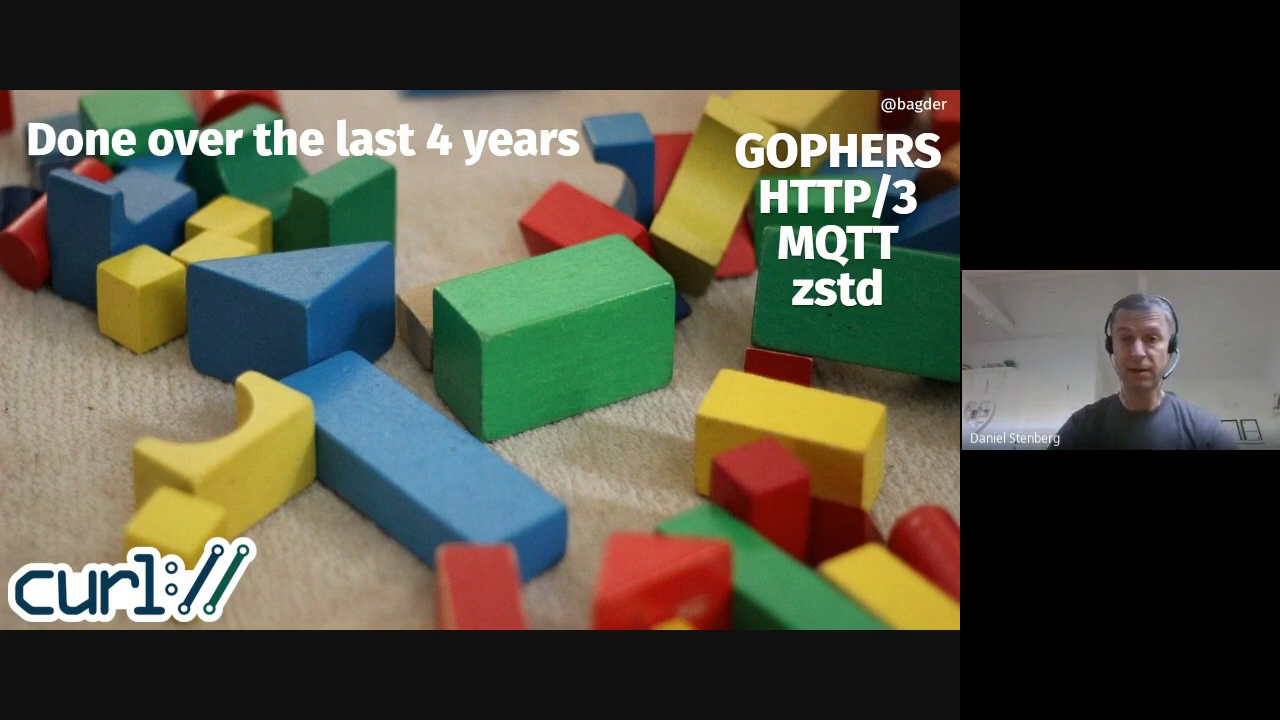 @bagder
Done over the last 4 years
GOPHERS
HTTP/3
MQTT
zstd
curl://
Daniel Stenberg